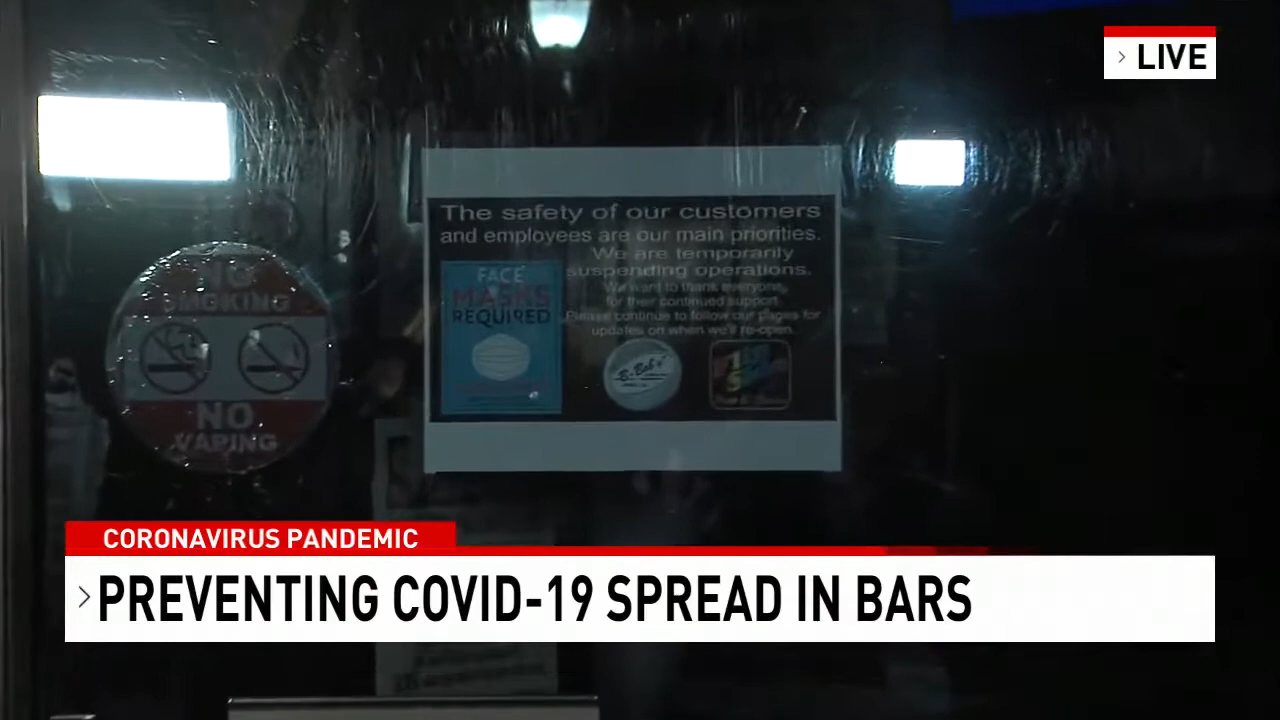 LIVE
The safety of our customers
and employees are our main priorities.
We are temporarily
suspending operations.
We want to thank everyone
for their continued support.
Please continue to follow our pages for
updates on when we'll re-open.
FACE
MASKS
REQUIRED
NO
SMOKING
NO
VAPING
CORONAVIRUS PANDEMIC
PREVENTING COVID-19 SPREAD IN BARS